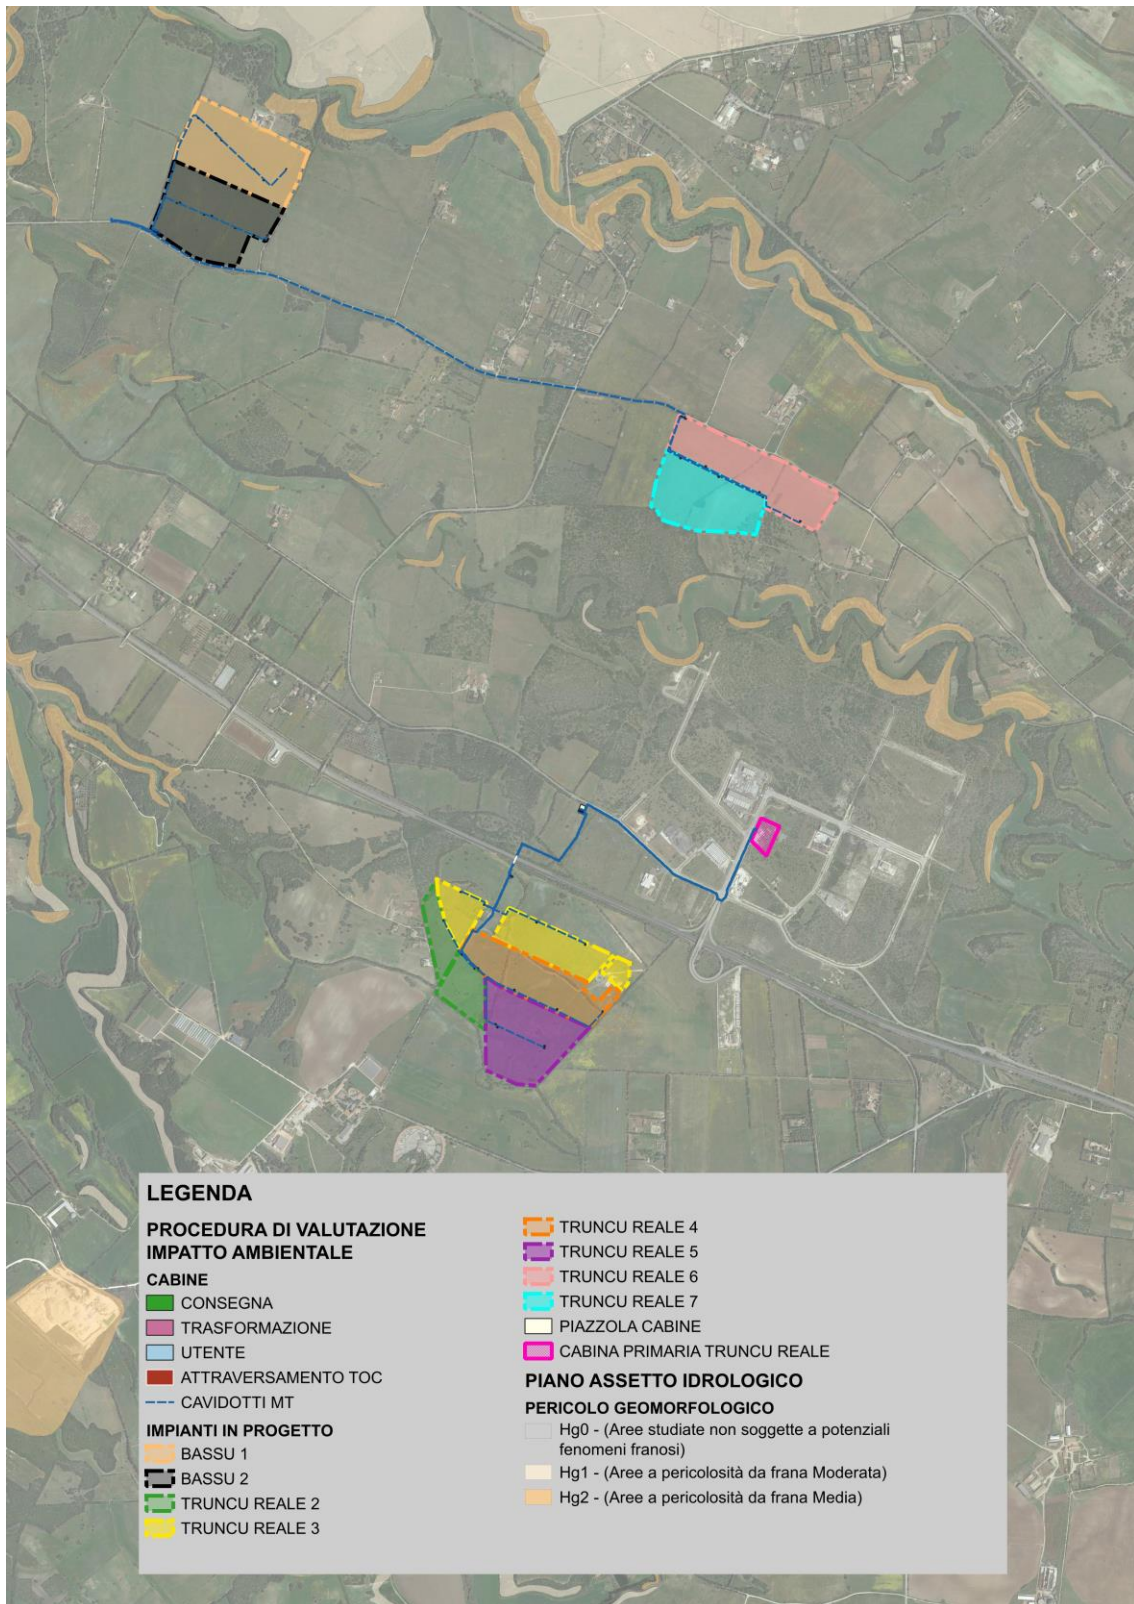 LEGENDA
PROCEDURA DI VALUTAZIONE
IMPATTO AMBIENTALE
CABINE
CONSEGNA
TRASFORMAZIONE
UTENTE
ATTRAVERSAMENTO TOC
CAVIDOTTI MT
IMPIANTI IN PROGETTO
BASSU 1
BASSU 2
TRUNCU REALE 2
TRUNCU REALE 3
TRUNCU REALE 4
TRUNCU REALE 5
TRUNCU REALE 6
TRUNCU REALE 7
PIAZZOLA CABINE
CABINA PRIMARIA TRUNCU REALE
PIANO ASSETTO IDROLOGICO
PERICOLO GEOMORFOLOGICO
Hg0 - (Aree studiate non soggette a potenziali
fenomeni franosi)
Hg1 - (Aree a pericolosità da frana Moderata)
Hg2 - (Aree a pericolosità da frana Media)